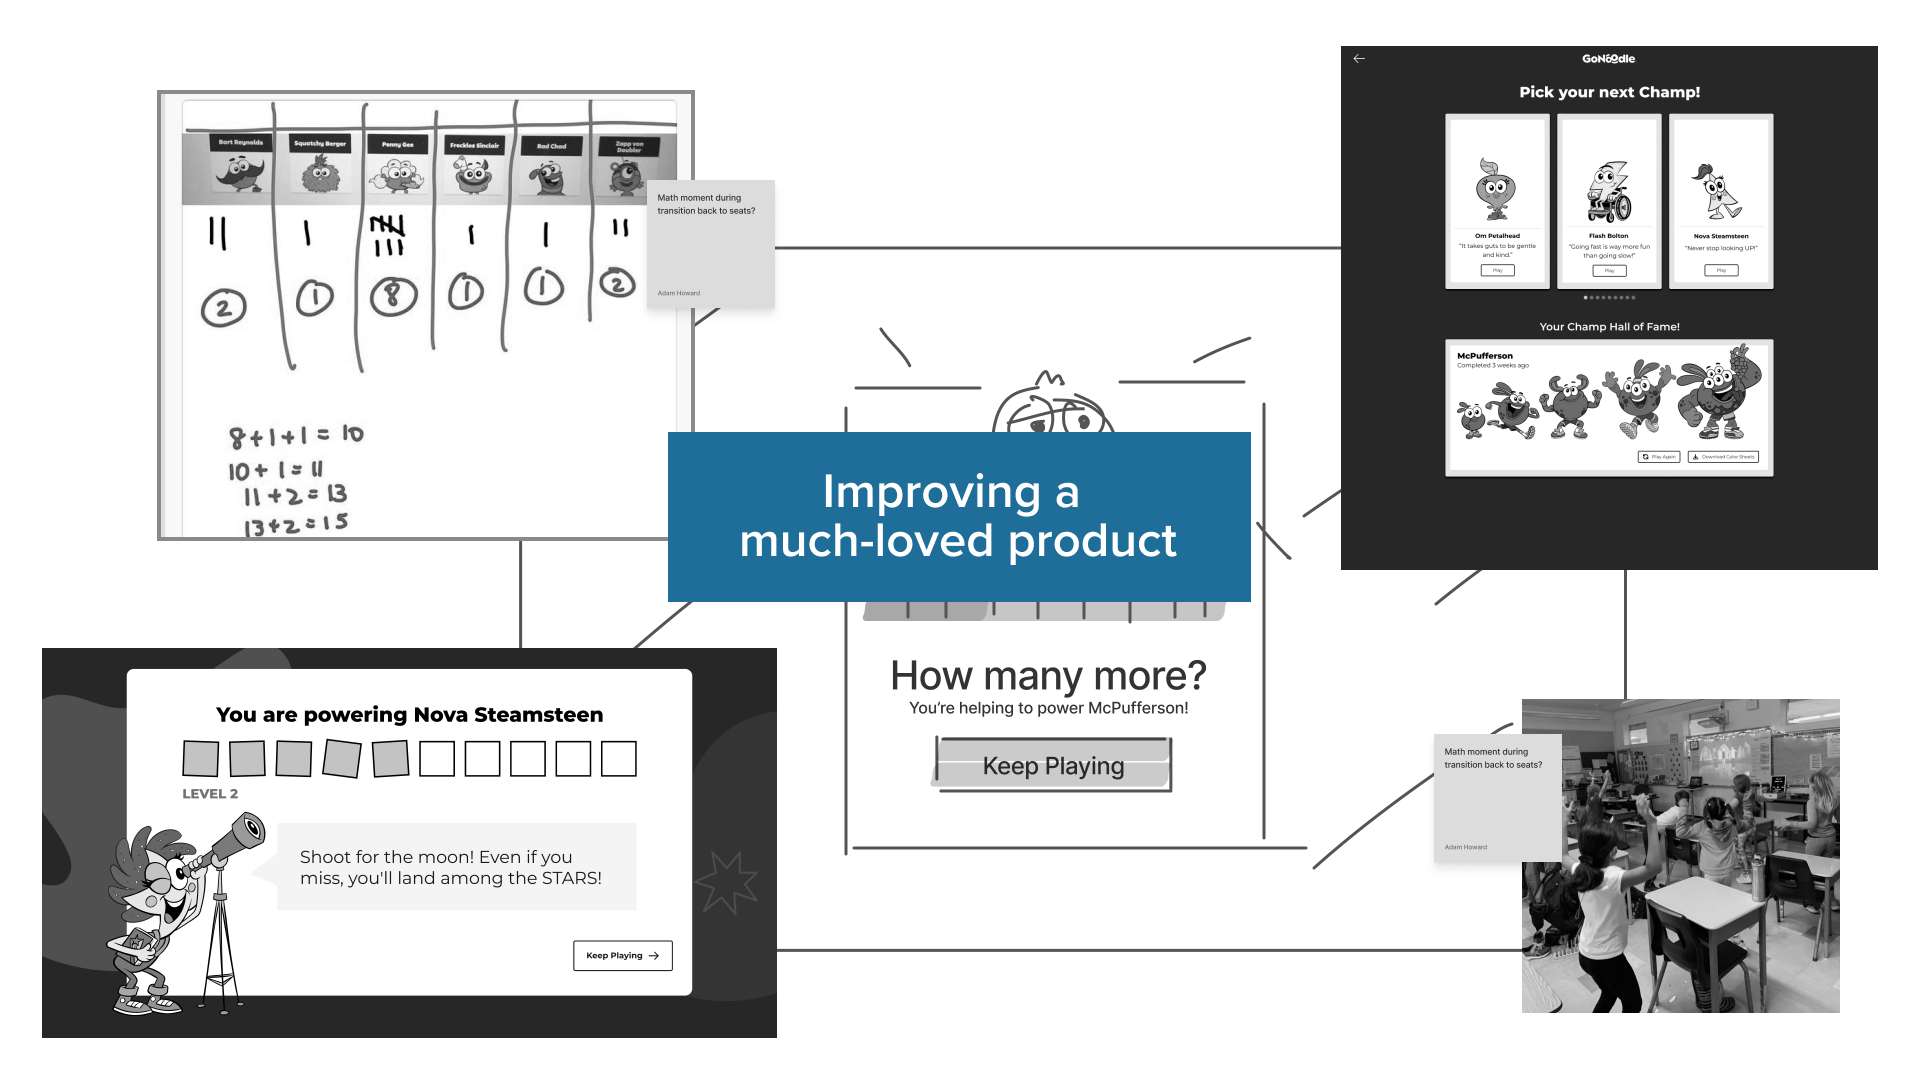 Bart Reynolds
Squatchy Berger
Penny Gee
Freckles Sinclair
Rad Chad
Zapp von
Doubler
2
1
8
1
1
2
8+1+1=10
10+1=11
11+2=13
13+2=15
Math moment during
transition back to seats?
Adam Howard
GoNoodle
Pick your next Champ!
Om Petalhead
"It takes guts to be gentle
and kind."
Play
Flash Bolton
"Going fast is way more fun
than going slow!"
Play
Nova Steamsteen
"Never stop looking UP!"
Play
Your Champ Hall of Fame!
McPufferson
Completed 3 weeks ago
Play Again
Download Color Sheets
Improving a
much-loved product
How many more?
You're helping to power McPufferson!
Keep Playing
You are powering Nova Steamsteen
LEVEL 2
Shoot for the moon! Even if you
miss, you'll land among the STARS!
Keep Playing
Math moment during
transition back to seats?
Adam Howard